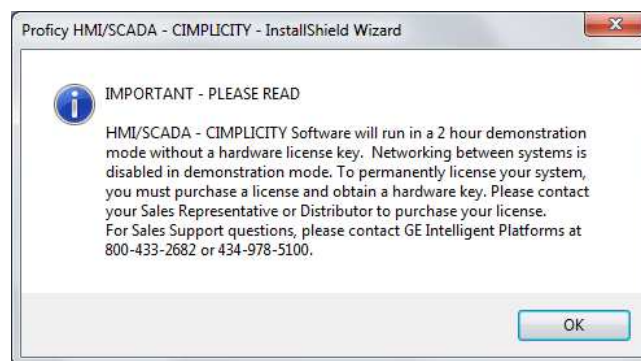 Proficy HMI/SCADA - CIMPLICITY - InstallShield Wizard
IMPORTANT - PLEASE READ
HMI/SCADA - CIMPLICITY Software will run in a 2 hour demonstration
mode without a hardware license key.  Networking between systems is
disabled in demonstration mode. To permanently license your system,
you must purchase a license and obtain a hardware key. Please contact
your Sales Representative or Distributor to purchase your license.
For Sales Support questions, please contact GE Intelligent Platforms at
800-433-2682 or 434-978-5100.
OK